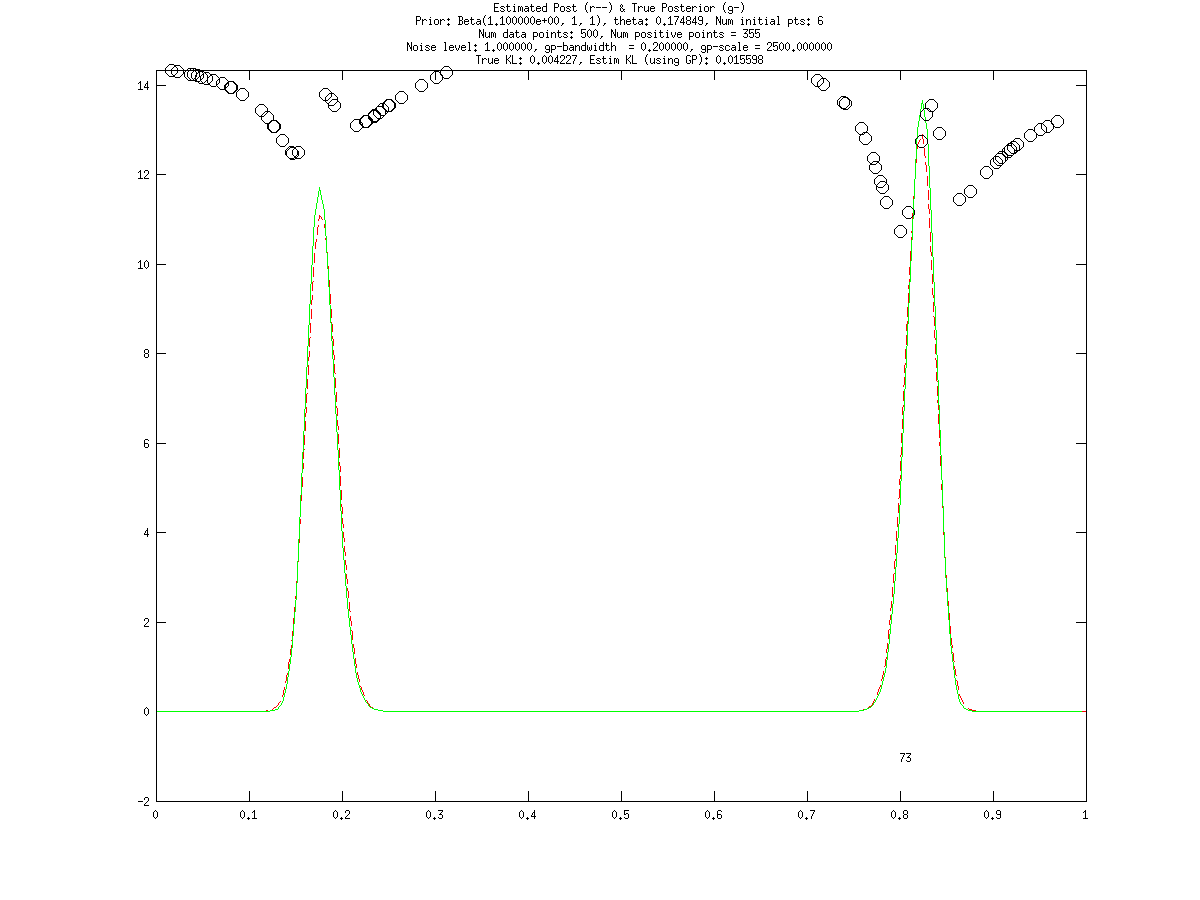 Estimated Post (r--) & True Posterior (g-)
Prior: Beta(1.100000e+00, 1, 1), theta: 0.174849, Num initial pts: 6
Num data points: 500, Num positive points = 355
Noise level: 1.000000, gp-bandwidth  = 0.200000, gp-scale = 2500.000000
True KL: 0.004227, Estim KL (using GP): 0.015598
14
12
10
8
6
4
2
0
73
-2
0 0.1 0.2 0.3 0.4 0.5 0.6 0.7 0.8 0.9 1